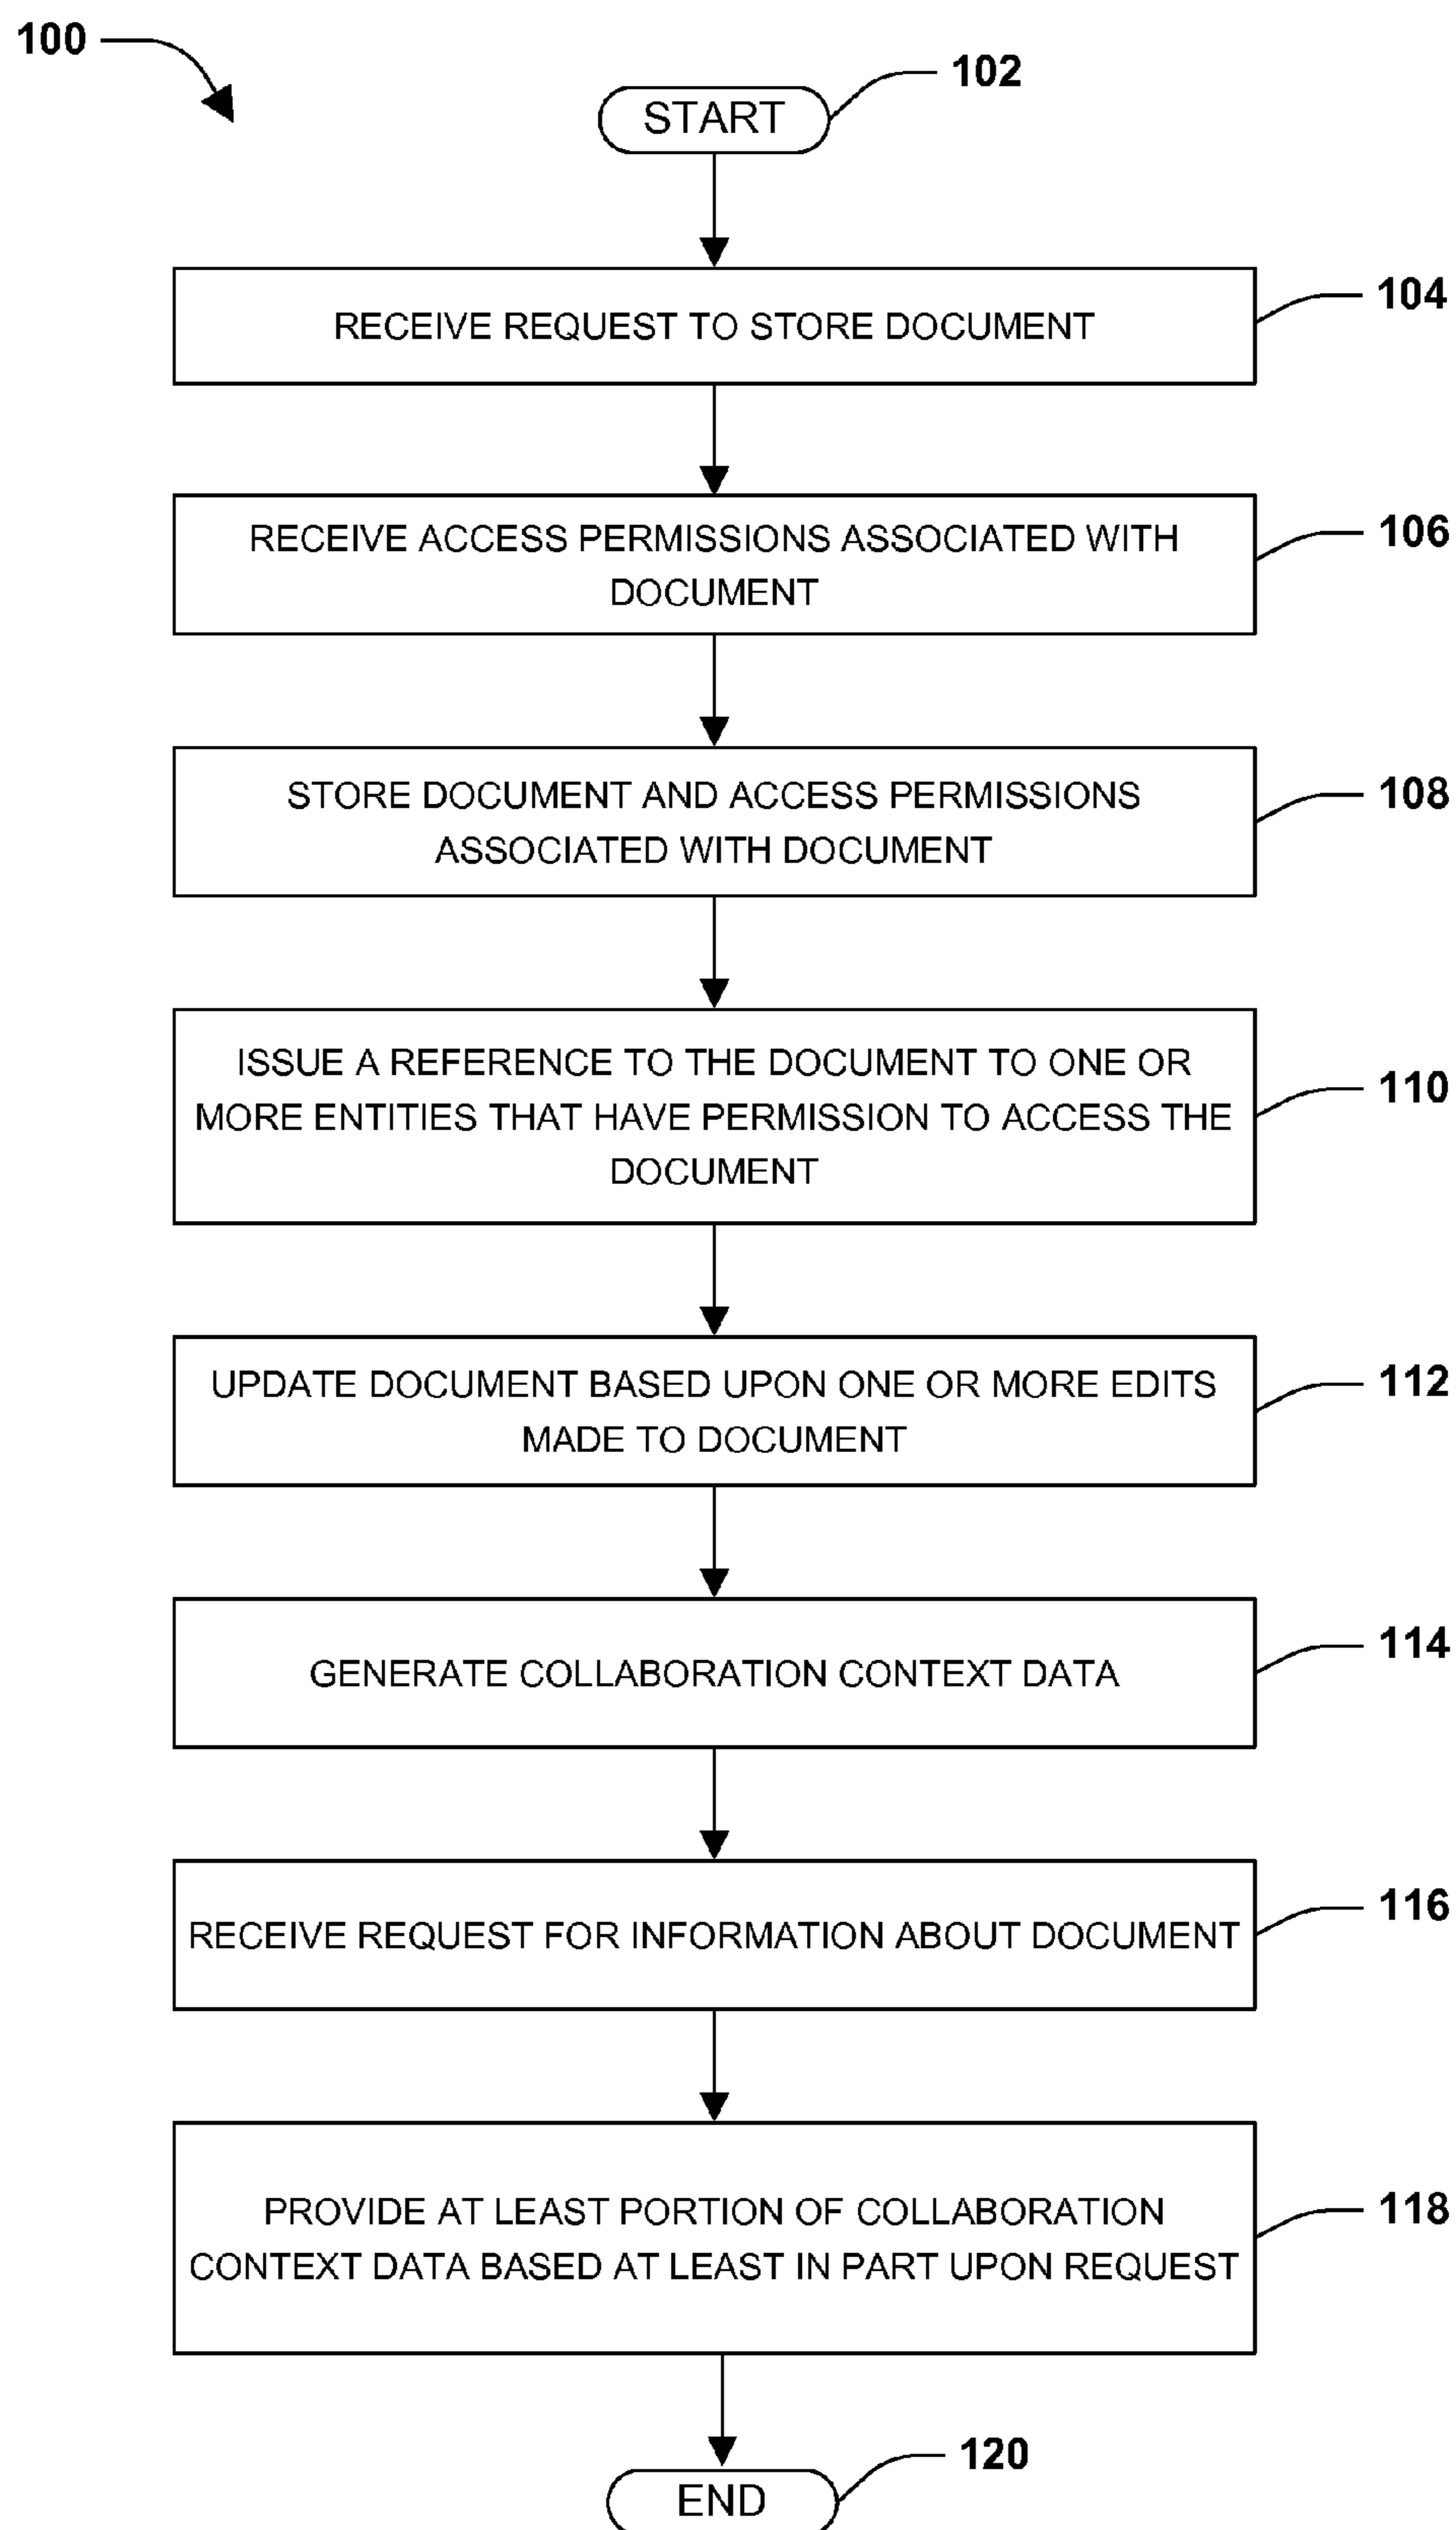 100
START
102
RECEIVE REQUEST TO STORE DOCUMENT
104
RECEIVE ACCESS PERMISSIONS ASSOCIATED WITH
DOCUMENT
106
STORE DOCUMENT AND ACCESS PERMISSIONS
ASSOCIATED WITH DOCUMENT
108
ISSUE A REFERENCE TO THE DOCUMENT TO ONE OR
MORE ENTITIES THAT HAVE PERMISSION TO ACCESS THE
DOCUMENT
110
UPDATE DOCUMENT BASED UPON ONE OR MORE EDITS
MADE TO DOCUMENT
112
GENERATE COLLABORATION CONTEXT DATA
114
RECEIVE REQUEST FOR INFORMATION ABOUT DOCUMENT
116
PROVIDE AT LEAST PORTION OF COLLABORATION
CONTEXT DATA BASED AT LEAST IN PART UPON REQUEST
118
END
120